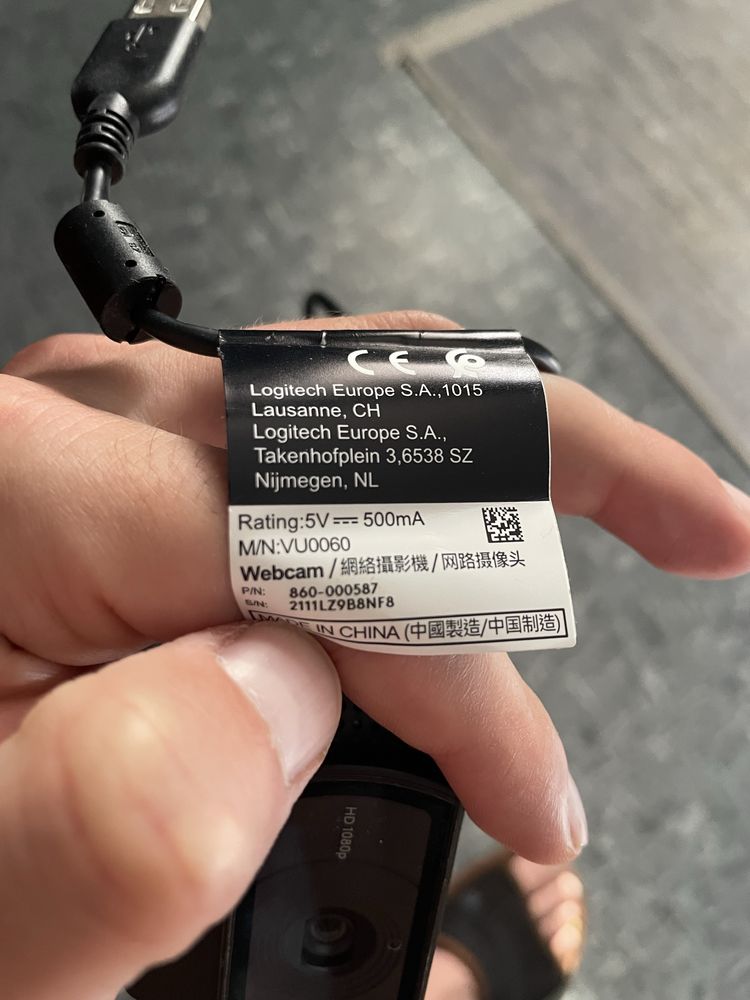 CE
Logitech Europe S.A.,1015
Lausanne, CH
Logitech Europe S.A.,
Takenhofplein 3,6538 SZ
Nijmegen, NL
Rating:5V⎓500mA
M/N:VU0060
Webcam / 網絡攝影機 / 网路摄像头
P/N: 860-000587
S/N: 2111LZ9B8NF8
MADE IN CHINA (中國製造/中国制造)
HD 1080p